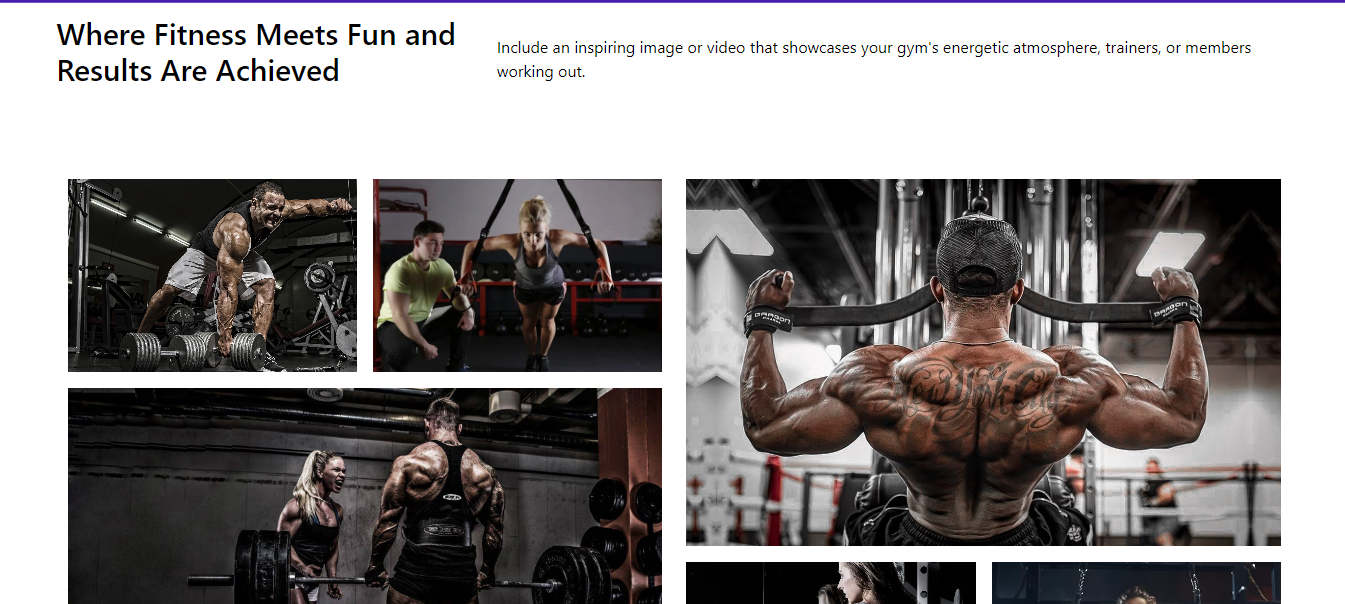 Where Fitness Meets Fun and
Results Are Achieved
Include an inspiring image or video that showcases your gym's energetic atmosphere, trainers, or members
working out.